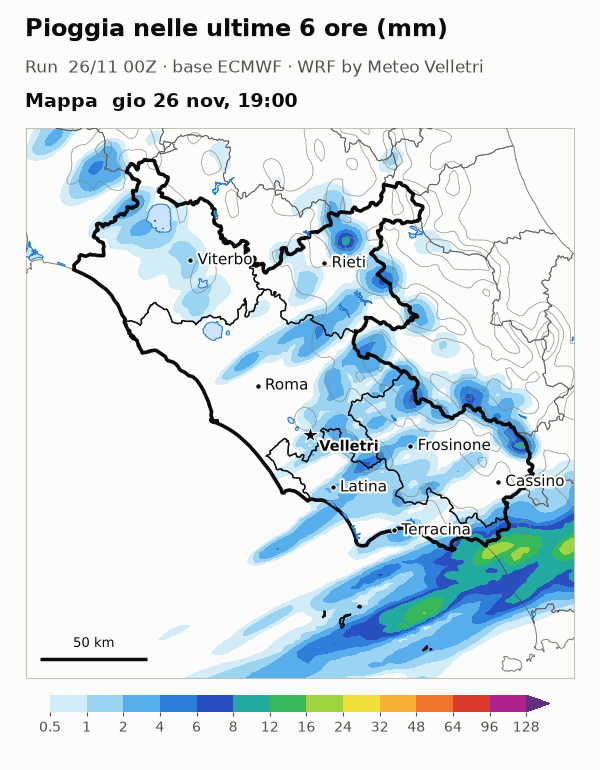 Pioggia nelle ultime 6 ore (mm)
Run  26/11 00Z · base ECMWF · WRF by Meteo Velletri
Mappa  gio 26 nov, 19:00
Viterbo
Rieti
Roma
Velletri
Frosinone
Latina
Cassino
Terracina
50 km
0.5 1 2 4 6 8 12 16 24 32 48 64 96 128